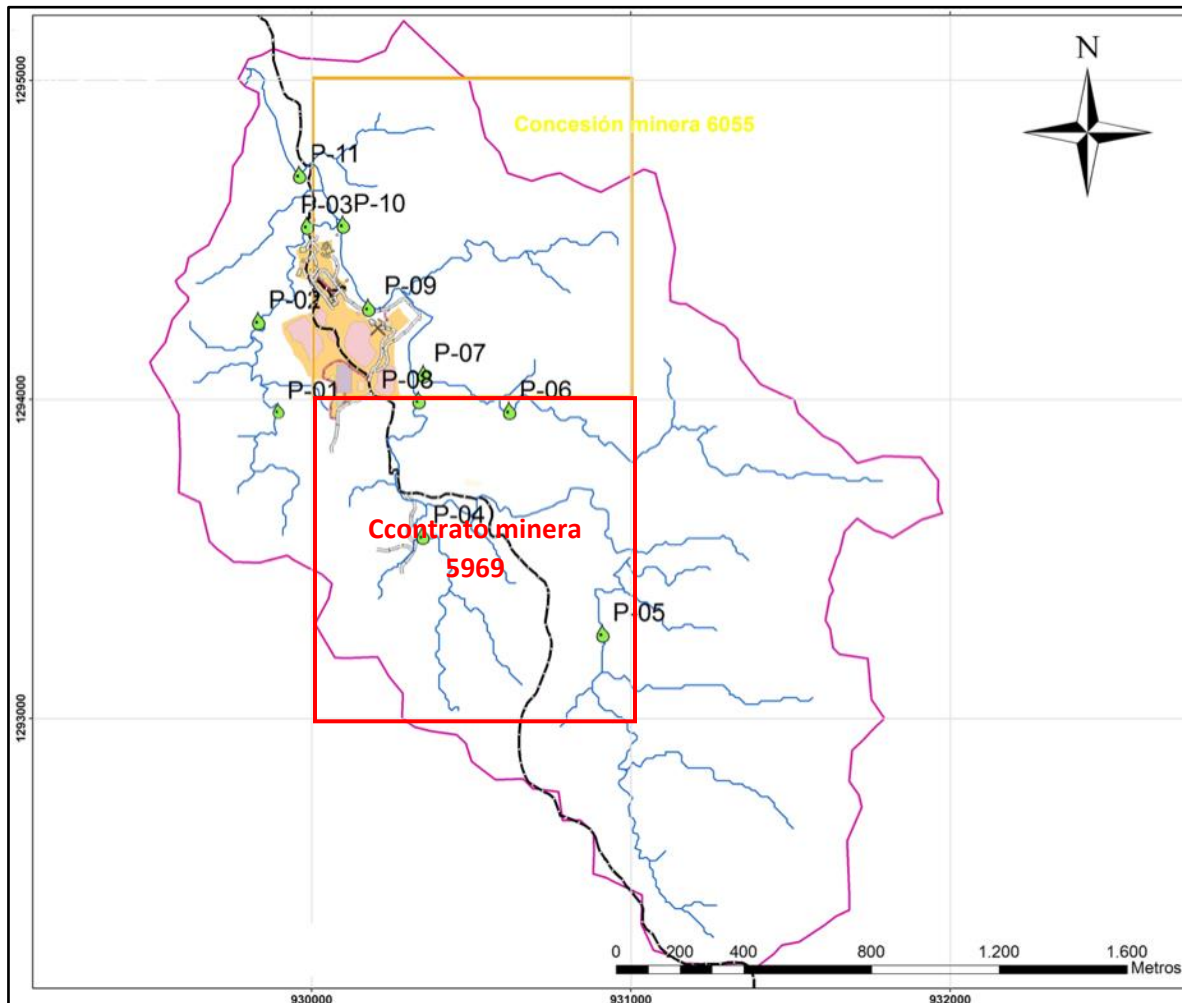 N
1295000
Concesión minera 6055
P-11
P-03
P-10
P-09
P-02
P-07
P-08
P-01
P-06
1294000
P-04
Ccontrato minera
5969
P-05
1293000
0 200 400 800 1.200 1.600
Metros
930000 931000 932000